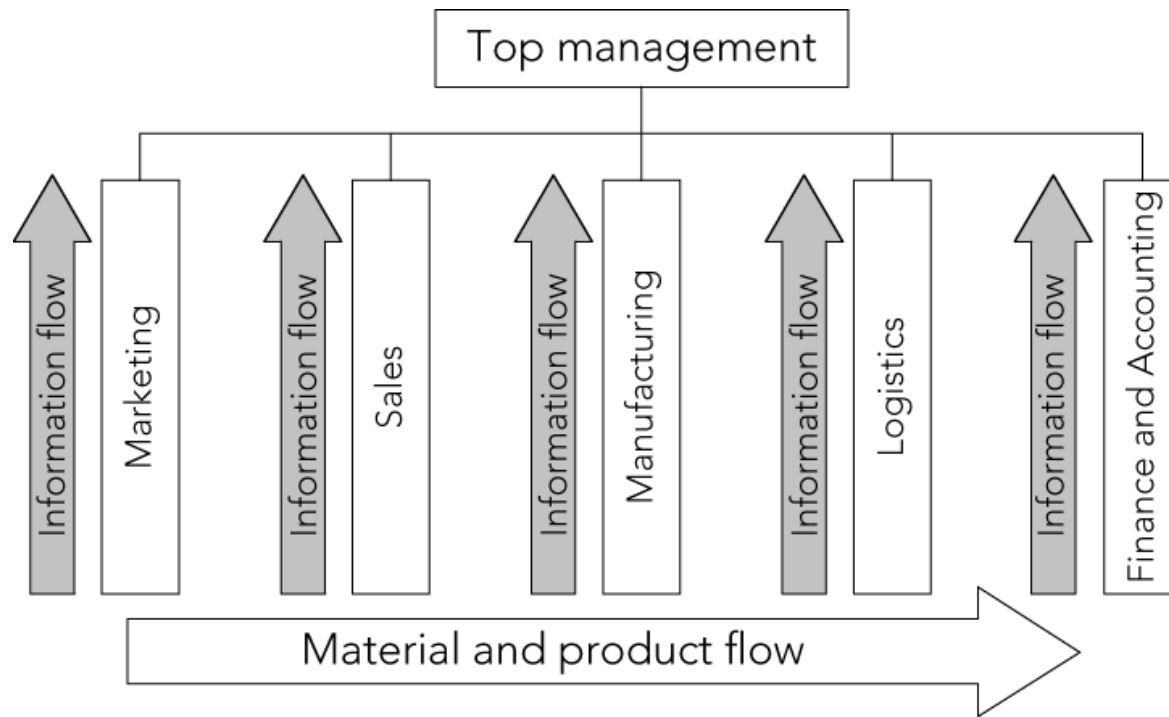 Top management
Information flow
Marketing
Information flow
Sales
Information flow
Manufacturing
Information flow
Logistics
Information flow
Finance and Accounting
Material and product flow